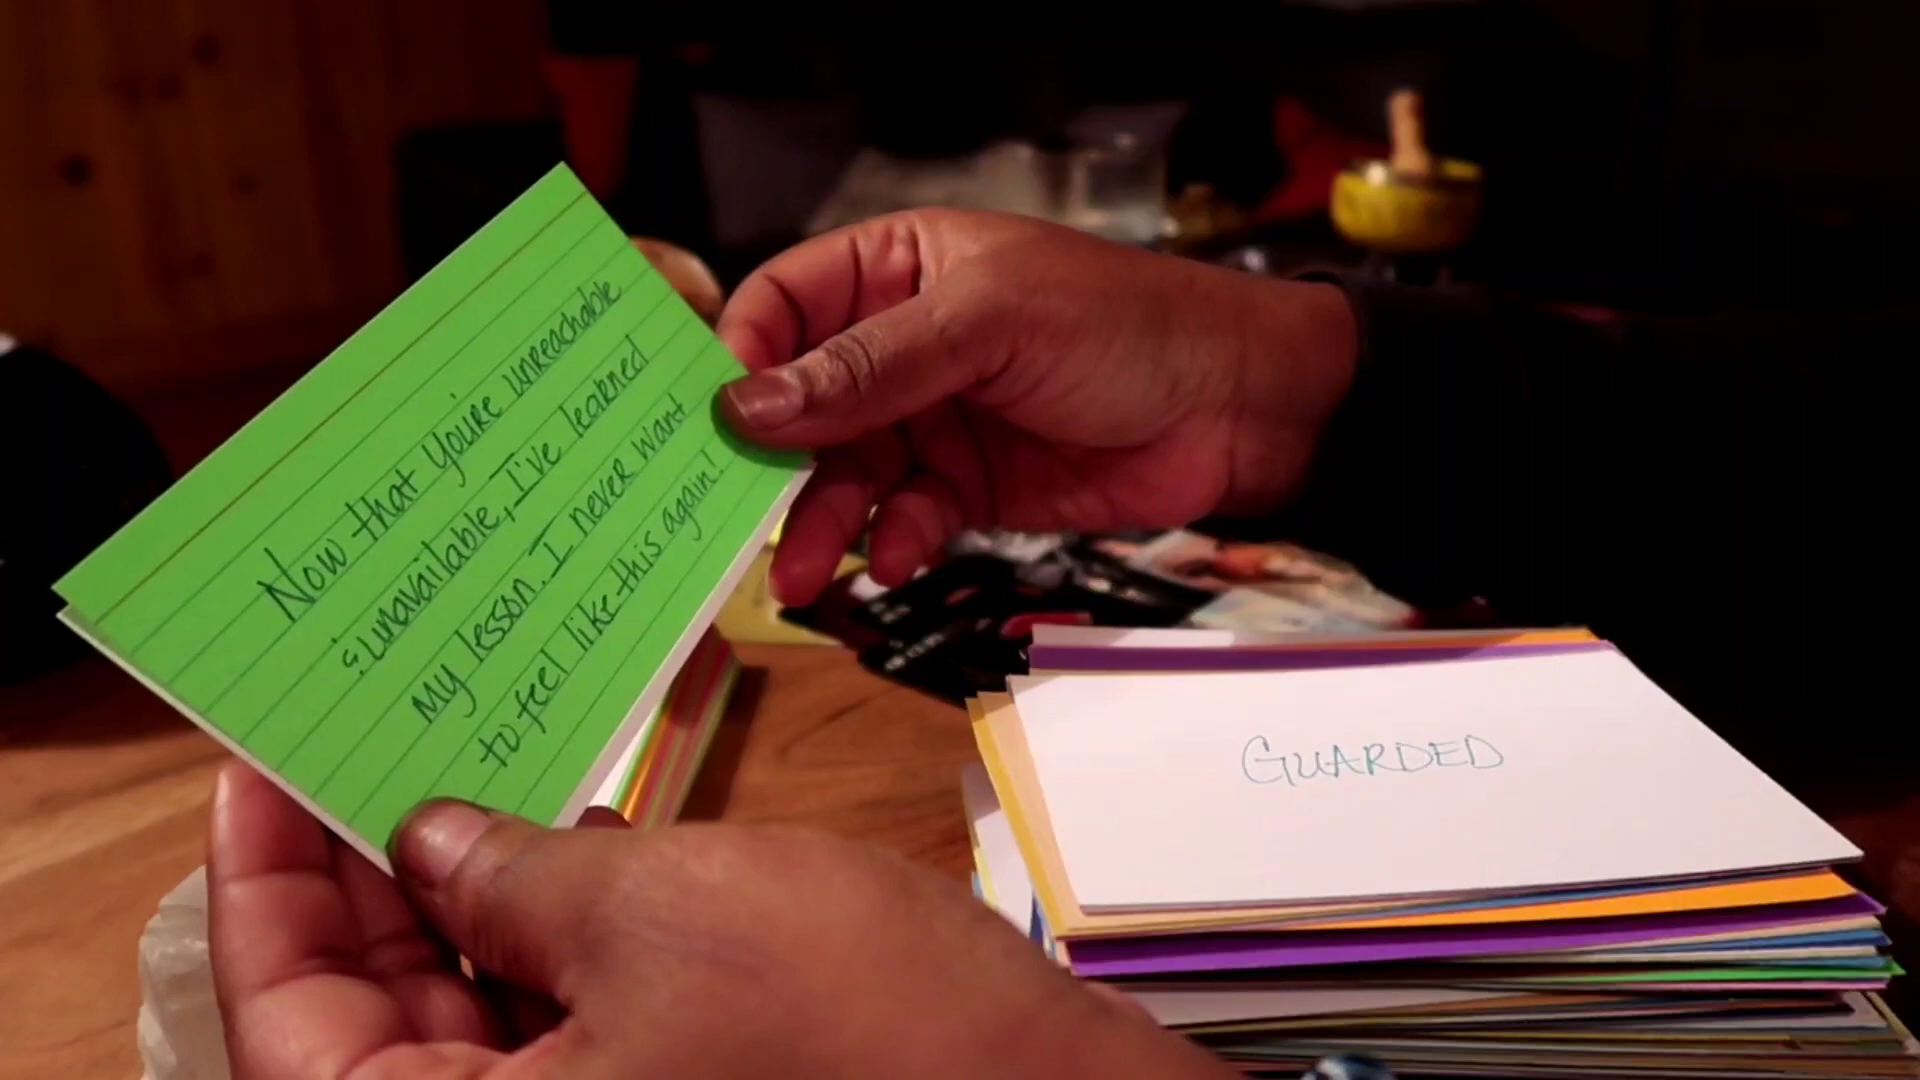 Now that you're unreachable
& unavailable, I've learned
my lesson. I never want
to feel like this again!
GUARDED